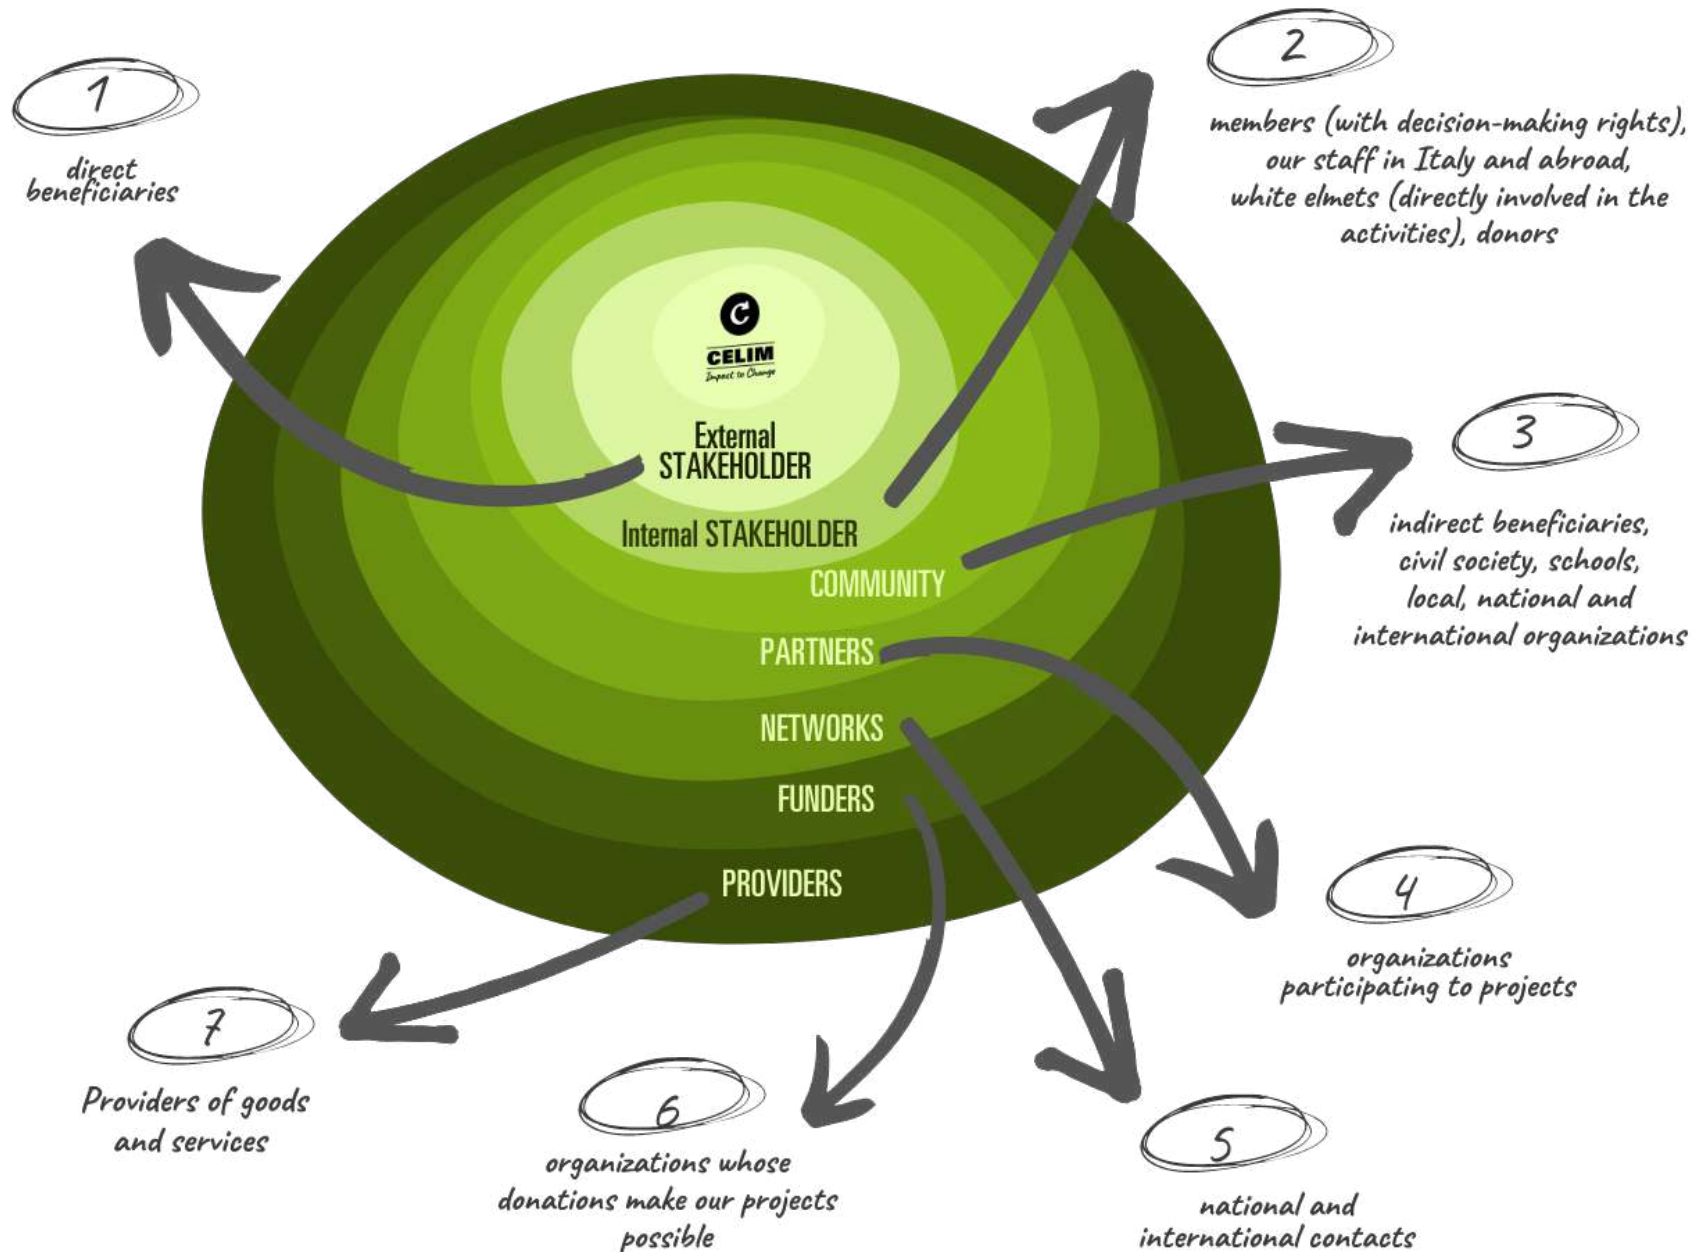 1
direct
beneficiaries
2
members (with decision-making rights),
our staff in Italy and abroad,
white elmets (directly involved in the
activities), donors
C
CELIM
Impact to Change
External
STAKEHOLDER
Internal STAKEHOLDER
COMMUNITY
PARTNERS
NETWORKS
FUNDERS
PROVIDERS
3
indirect beneficiaries,
civil society, schools,
local, national and
international organizations
4
organizations
participating to projects
5
national and
international contacts
6
organizations whose
donations make our projects
possible
7
Providers of goods
and services